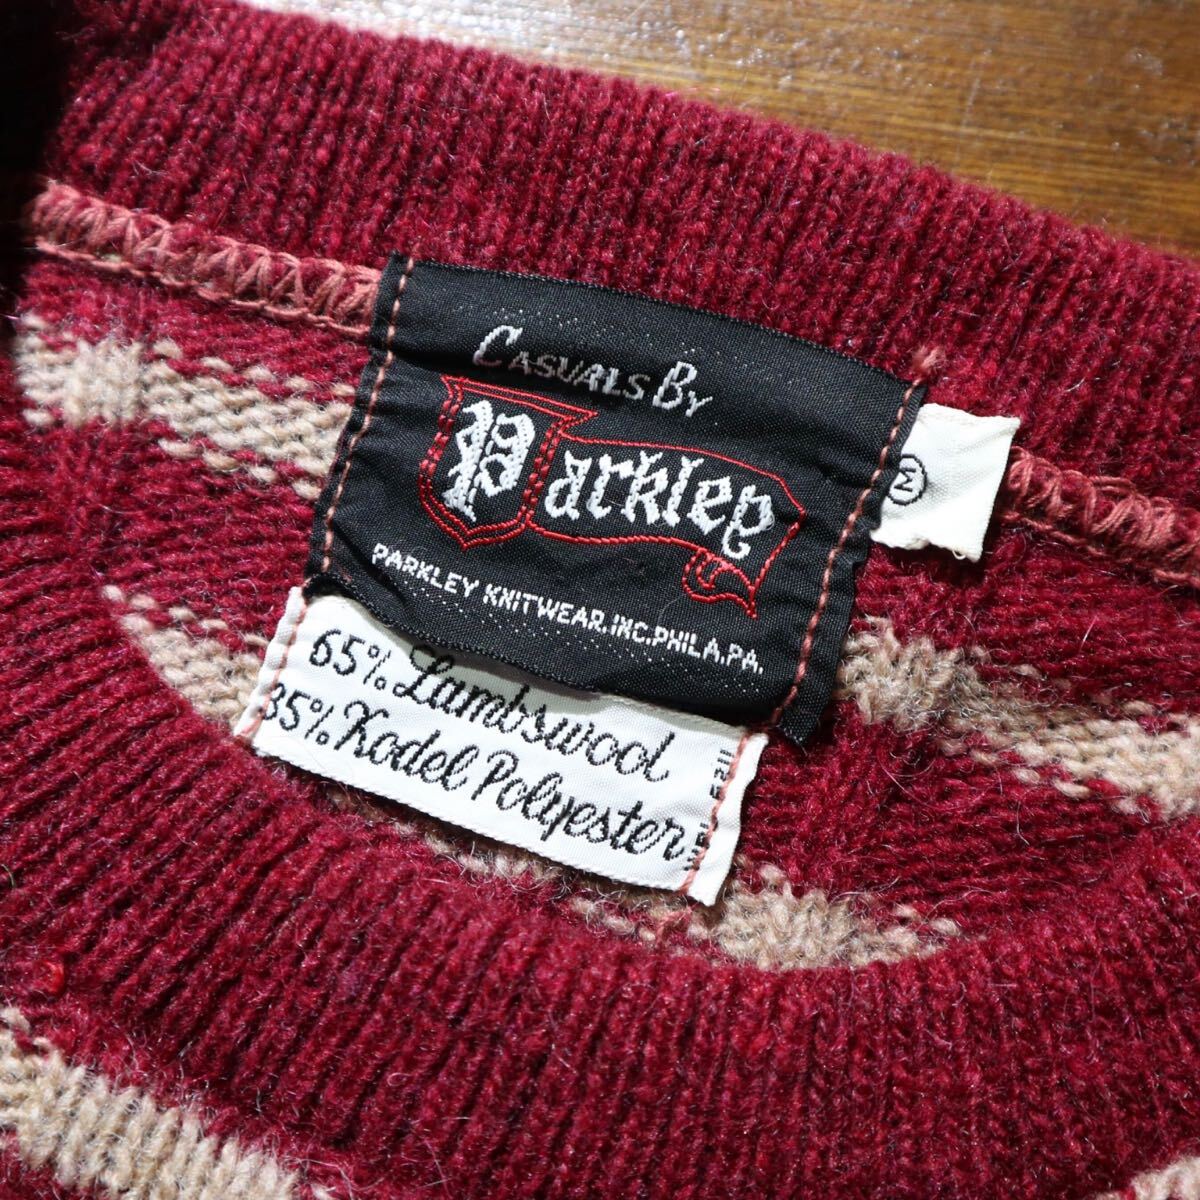 CASUALS BY
Parkley
PARKLEY KNITWEAR.INC.PHILA.PA.
M
65% Lambswool
35% Kodel Polyester